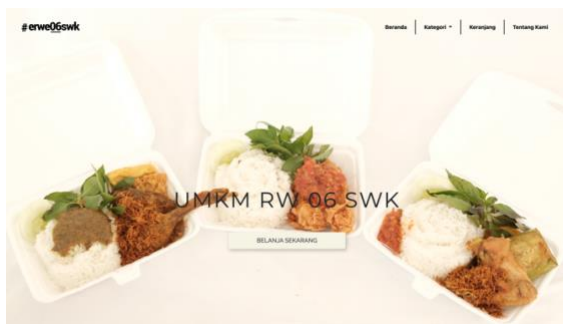 #erwe06swk
Beranda Kategori Keranjang Tentang Kami
UMKM RW 06 SWK
BELANJA SEKARANG